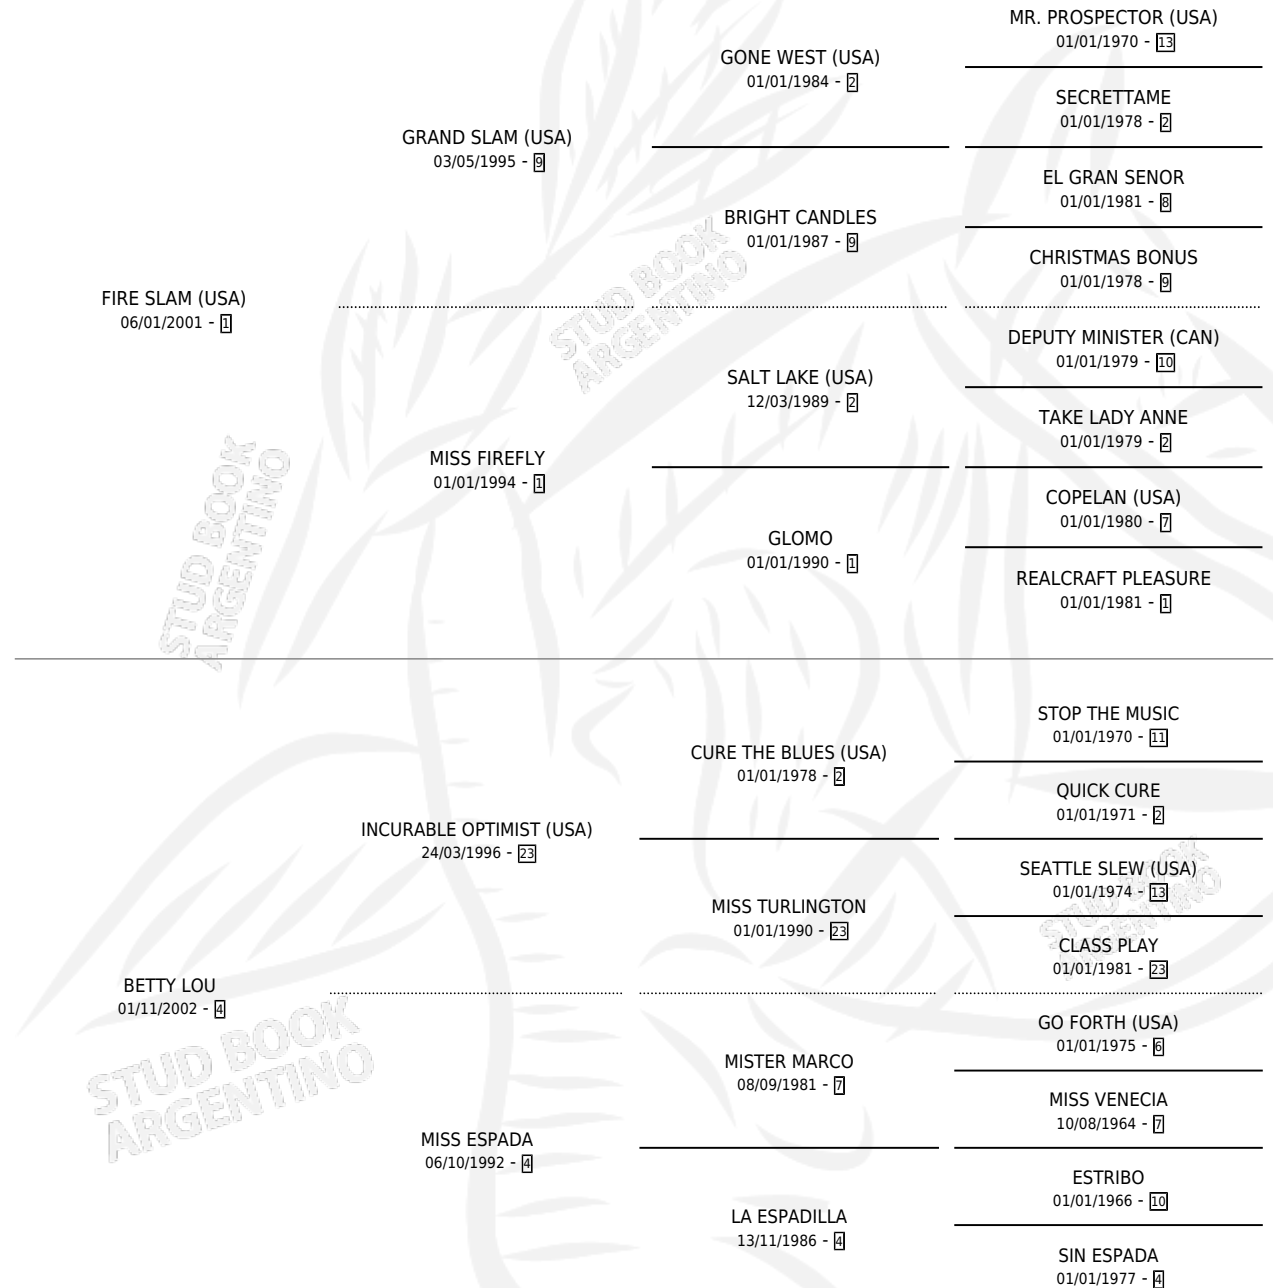 MR. PROSPECTOR (USA)
01/01/1970 - 13
GONE WEST (USA)
01/01/1984 - 2
SECRETTAME
01/01/1978 - 2
GRAND SLAM (USA)
03/05/1995 - 9
EL GRAN SENOR
01/01/1981 - 8
BRIGHT CANDLES
01/01/1987 - 9
CHRISTMAS BONUS
01/01/1978 - 9
FIRE SLAM (USA)
06/01/2001 - 1
DEPUTY MINISTER (CAN)
01/01/1979 - 10
SALT LAKE (USA)
12/03/1989 - 2
TAKE LADY ANNE
01/01/1979 - 2
MISS FIREFLY
01/01/1994 - 1
COPELAN (USA)
01/01/1980 - 7
GLOMO
01/01/1990 - 1
REALCRAFT PLEASURE
01/01/1981 - 1
STUD BOOK
ARGENTINO
STUD BOOK
ARGENTINO
STOP THE MUSIC
01/01/1970 - 11
CURE THE BLUES (USA)
01/01/1978 - 2
QUICK CURE
01/01/1971 - 2
INCURABLE OPTIMIST (USA)
24/03/1996 - 23
SEATTLE SLEW (USA)
01/01/1974 - 13
MISS TURLINGTON
01/01/1990 - 23
CLASS PLAY
01/01/1981 - 23
BETTY LOU
01/11/2002 - 4
GO FORTH (USA)
01/01/1975 - 6
MISTER MARCO
08/09/1981 - 7
MISS VENECIA
10/08/1964 - 7
MISS ESPADA
06/10/1992 - 4
ESTRIBO
01/01/1966 - 10
LA ESPADILLA
13/11/1986 - 4
SIN ESPADA
01/01/1977 - 4
STUD BOOK
ARGENTINO
STUD BOOK
ARGENTINO